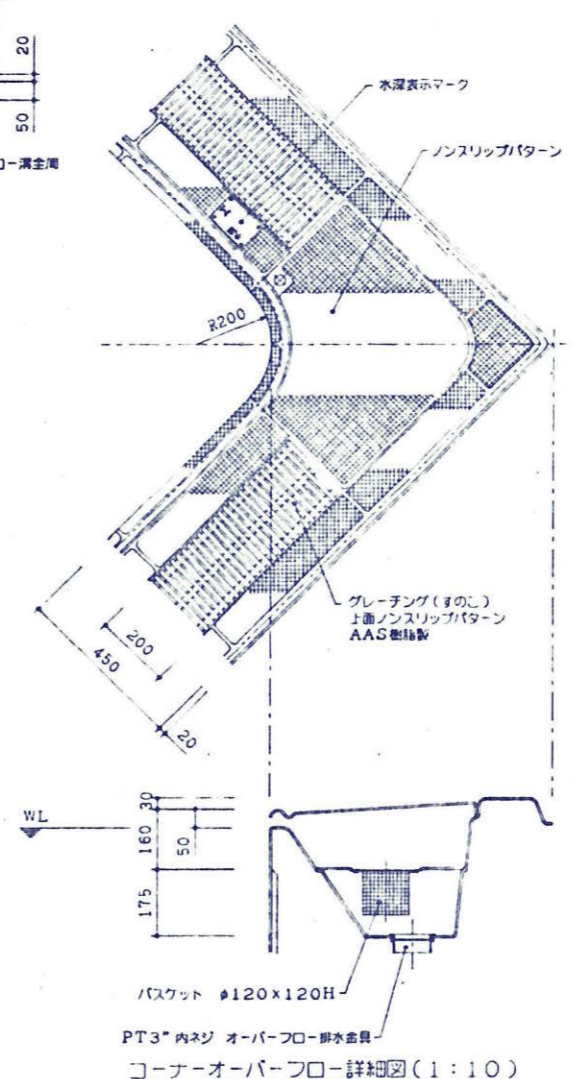 20
50
ロー溝全周
水深表示マーク
ノンスリップパターン
R200
グレーチング(すのこ)
上面ノンスリップパターン
AAS樹脂製
200
450
20
WL
30
160
50
175
バスケット φ120×120H
PT3"内ネジ オーバーフロー排水金具
コーナーオーバーフロー詳細図(1:10)